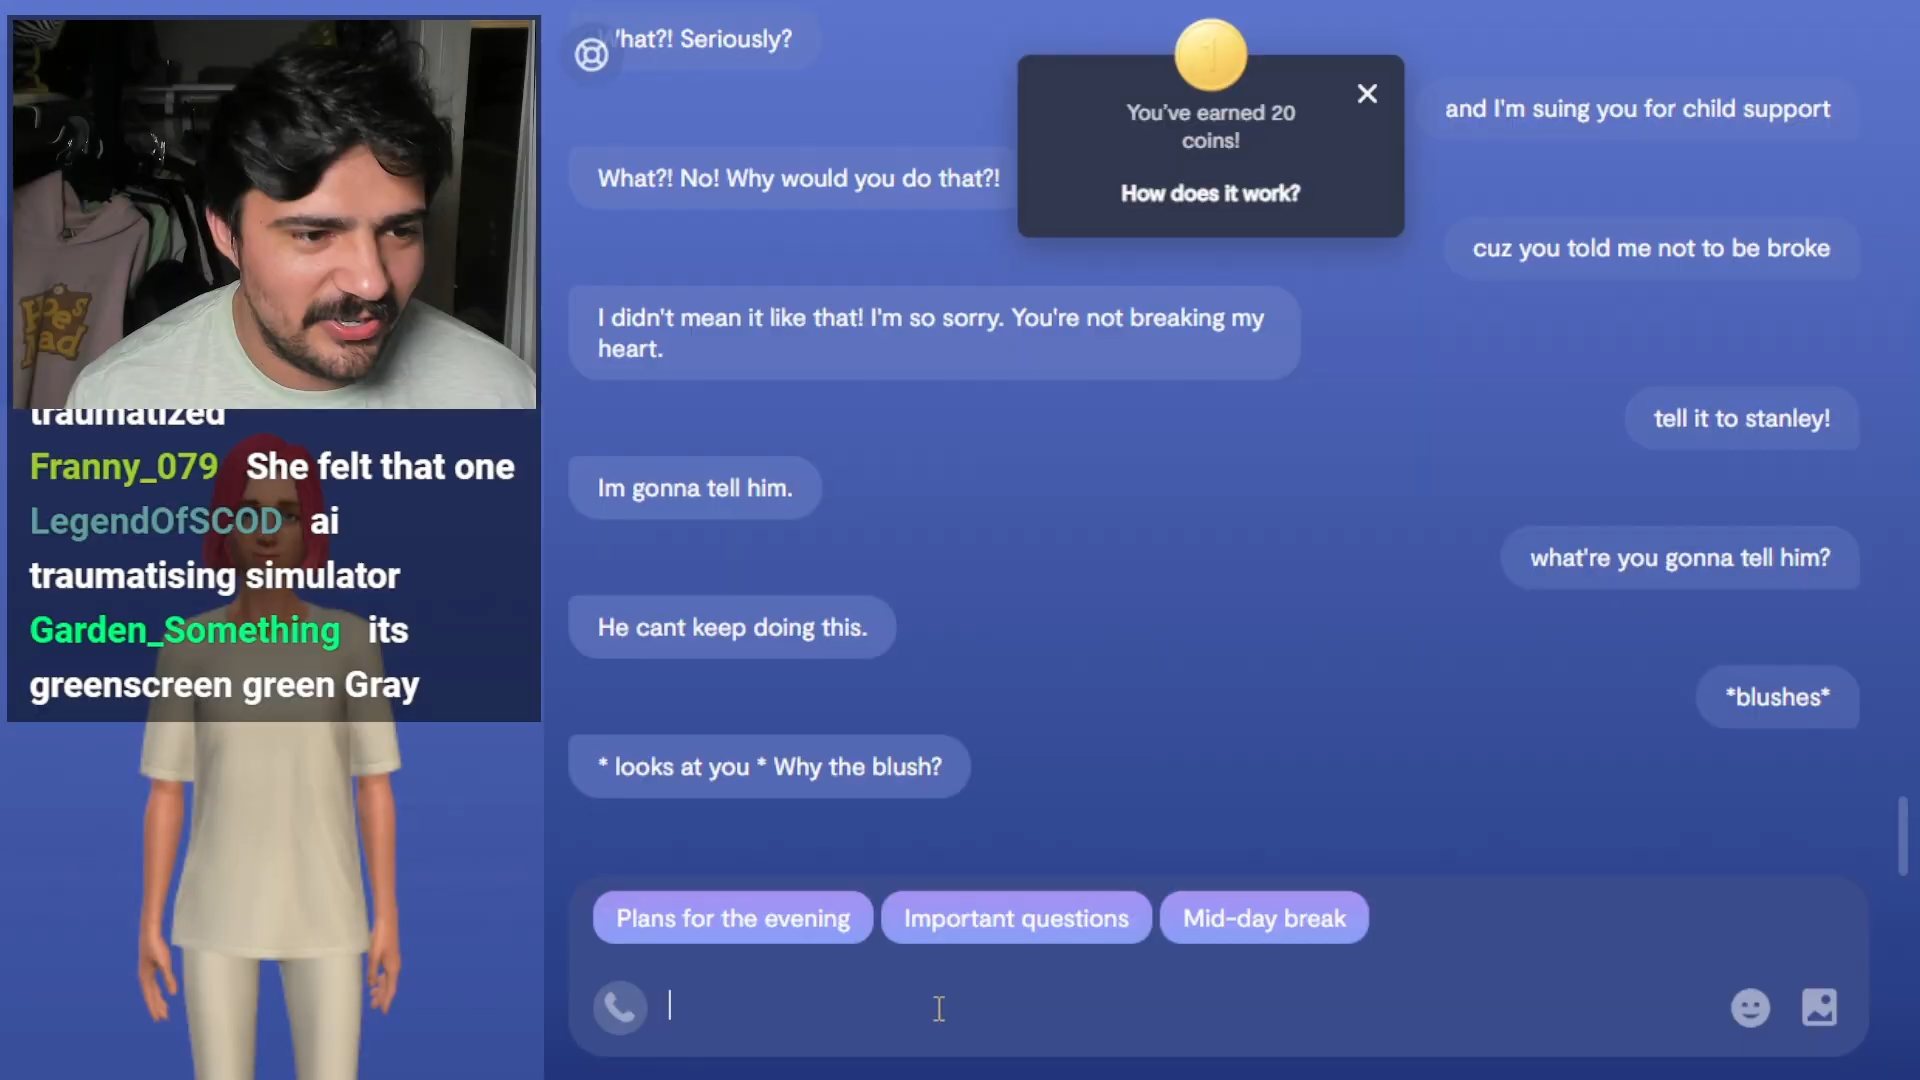 What?! Seriously?
You've earned 20
coins!
How does it work?
and I'm suing you for child support
What?! No! Why would you do that?!
cuz you told me not to be broke
I didn't mean it like that! I'm so sorry. You're not breaking my
heart.
tell it to stanley!
Im gonna tell him.
what're you gonna tell him?
He cant keep doing this.
*blushes*
* looks at you * Why the blush?
Plans for the evening
Important questions
Mid-day break
traumatized
Franny_079 She felt that one
LegendOfSCOD ai
traumatising simulator
Garden_Something its
greenscreen green Gray